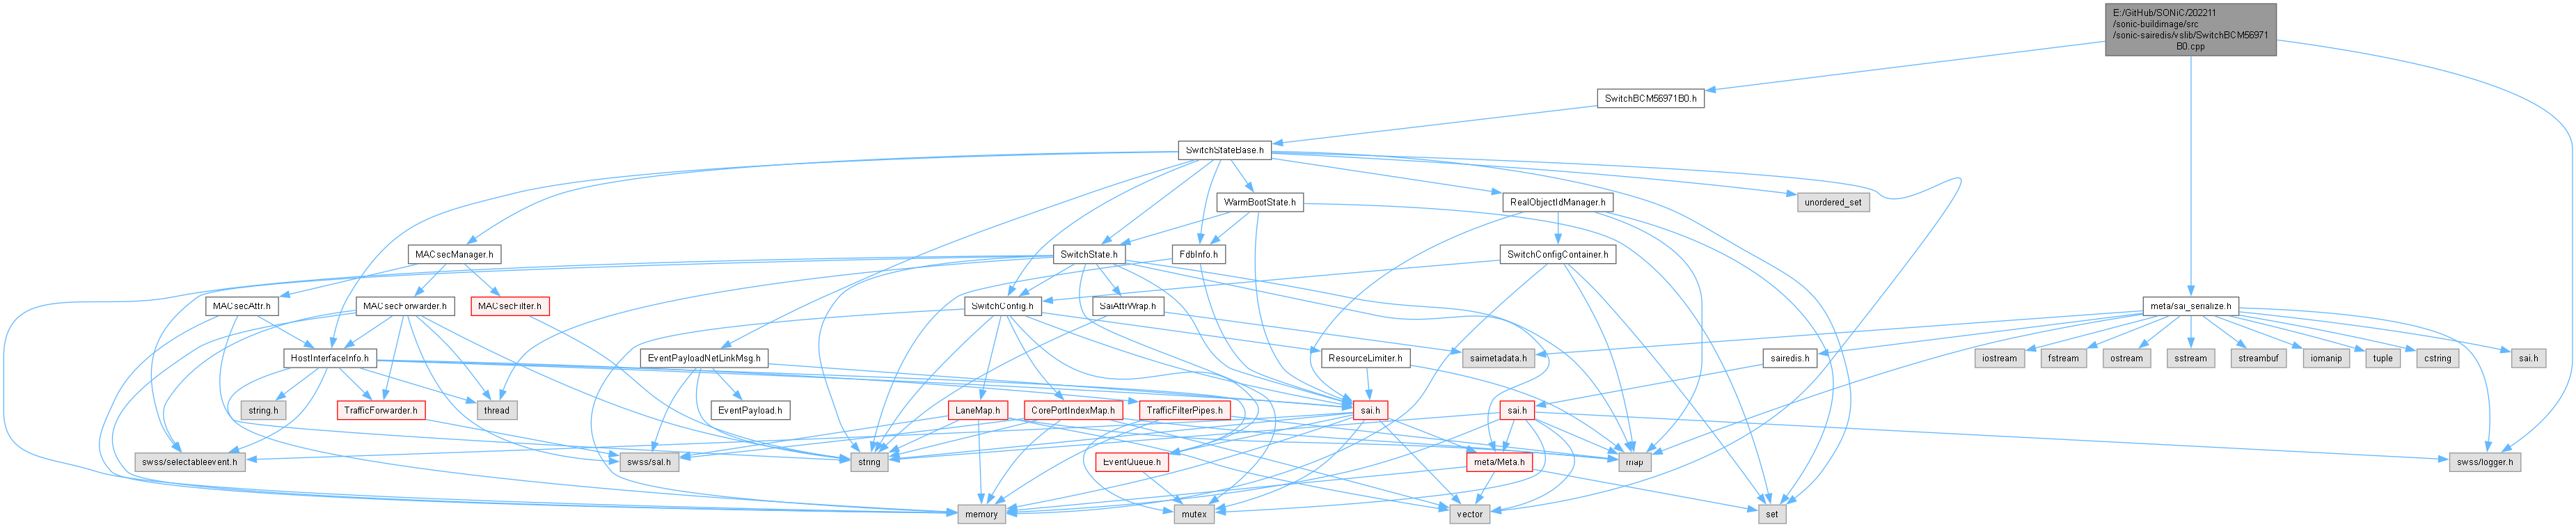 E:/GitHub/SONiC/202211
/sonic-buildimage/src
/sonic-sairedis/vslib/SwitchBCM56971
B0.cpp
SwitchBCM56971B0.h
SwitchStateBase.h
WarmBootState.h
RealObjectIdManager.h
unordered_set
MACsecManager.h
SwitchState.h
FdbInfo.h
SwitchConfigContainer.h
MACsecAttr.h
MACsecForwarder.h
MACsecFilter.h
SwitchConfig.h
SaiAttrWrap.h
meta/sai_serialize.h
HostInterfaceInfo.h
EventPayloadNetLinkMsg.h
ResourceLimiter.h
saimetadata.h
sairedis.h
iostream
fstream
ostream
sstream
streambuf
iomanip
tuple
cstring
sai.h
string.h
TrafficForwarder.h
thread
EventPayload.h
LaneMap.h
CorePortIndexMap.h
TrafficFilterPipes.h
sai.h
sai.h
swss/selectableevent.h
swss/sal.h
string
EventQueue.h
meta/Meta.h
map
swss/logger.h
memory
mutex
vector
set